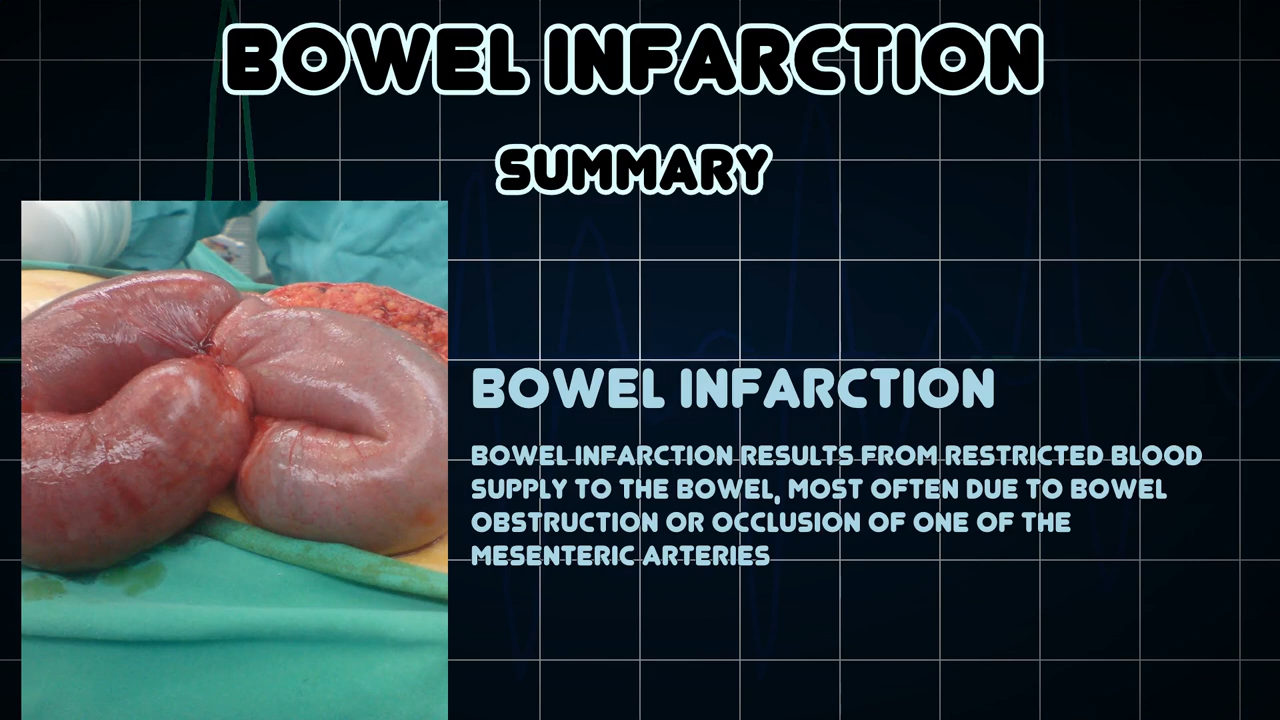 BOWEL INFARCTION
SUMMARY
BOWEL INFARCTION
BOWEL INFARCTION RESULTS FROM RESTRICTED BLOOD
SUPPLY TO THE BOWEL, MOST OFTEN DUE TO BOWEL
OBSTRUCTION OR OCCLUSION OF ONE OF THE
MESENTERIC ARTERIES